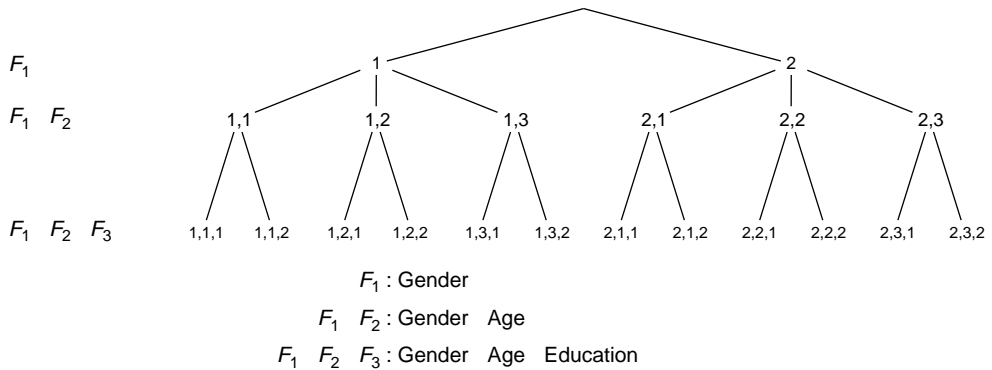 F1 1 2
F1 F2 1,1 1,2 1,3 2,1 2,2 2,3
F1 F2 F3 1,1,1 1,1,2 1,2,1 1,2,2 1,3,1 1,3,2 2,1,1 2,1,2 2,2,1 2,2,2 2,3,1 2,3,2
F1 : Gender
F1 F2 : Gender Age
F1 F2 F3 : Gender Age Education